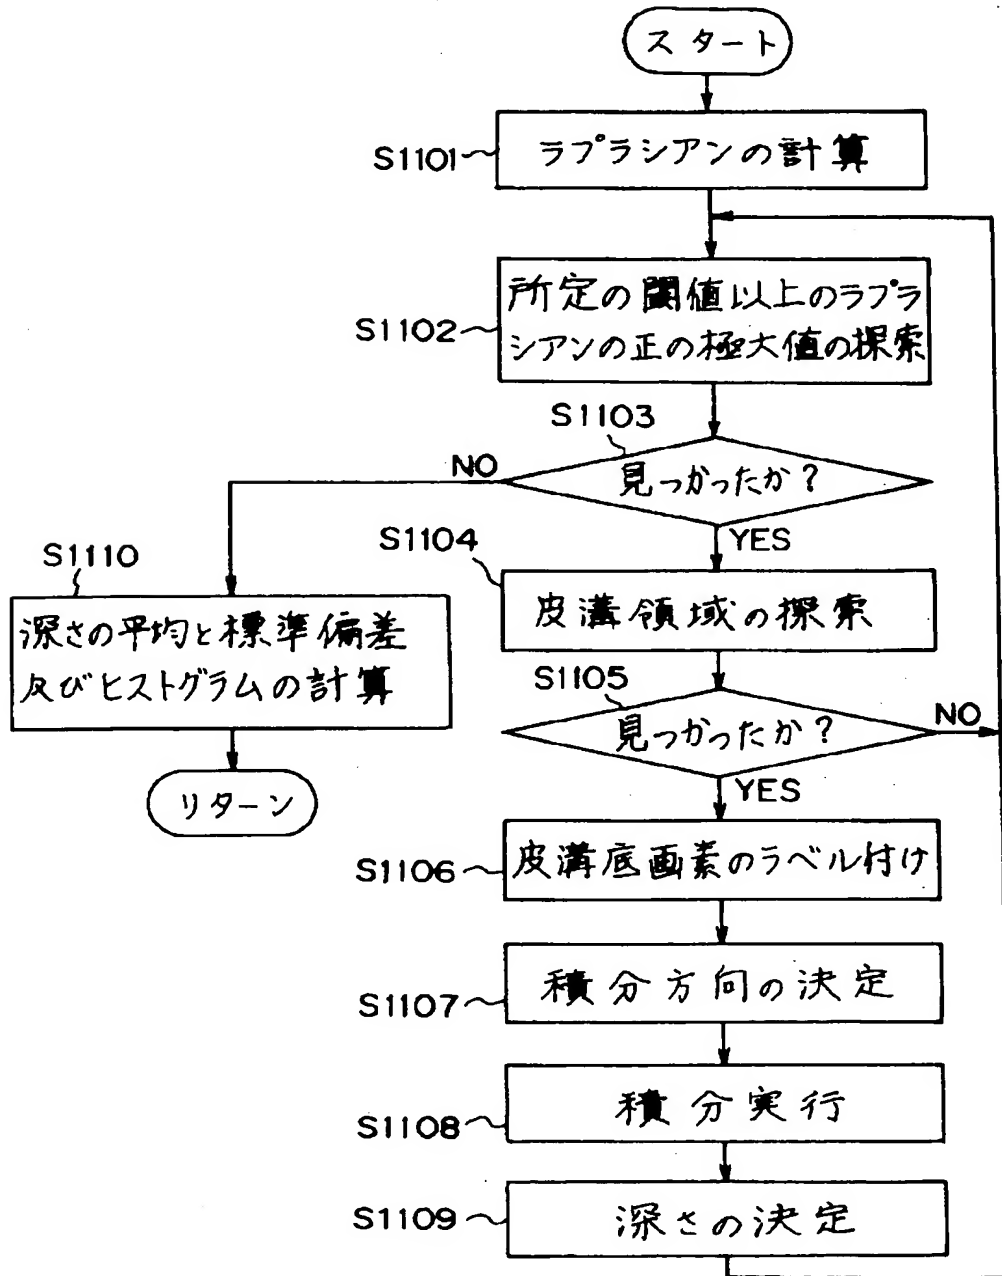 スタート
S1101
ラプラシアンの計算
S1102
所定の閾値以上のラプラ
シアンの正の極大値の探索
S1103
見つかったか?
NO
YES
S1104
皮溝領域の探索
S1110
深さの平均と標準偏差
及びヒストグラムの計算
リターン
S1105
見つかったか?
NO
YES
S1106
皮溝底画素のラベル付け
S1107
積分方向の決定
S1108
積分実行
S1109
深さの決定